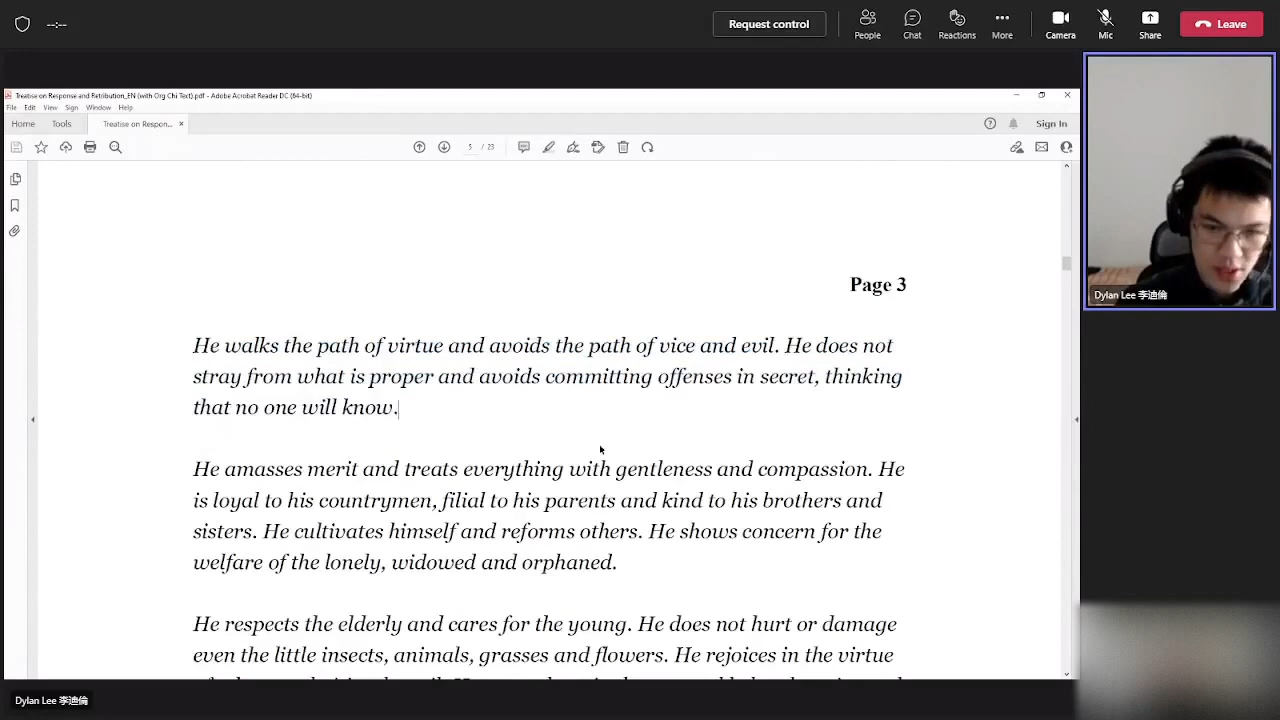 --:--
Request control
People
Chat
Reactions
More
Camera
Mic
Share
Leave
Treatise on Response and Retribution_EN (with Org Chi Text).pdf - Adobe Acrobat Reader DC (64-bit)
File Edit View Sign Window Help
Home Tools Treatise on Respon... × Sign In
5 / 23
Page 3
He walks the path of virtue and avoids the path of vice and evil. He does not
stray from what is proper and avoids committing offenses in secret, thinking
that no one will know.
He amasses merit and treats everything with gentleness and compassion. He
is loyal to his countrymen, filial to his parents and kind to his brothers and
sisters. He cultivates himself and reforms others. He shows concern for the
welfare of the lonely, widowed and orphaned.
He respects the elderly and cares for the young. He does not hurt or damage
even the little insects, animals, grasses and flowers. He rejoices in the virtue
Dylan Lee 李迪倫
Dylan Lee 李迪倫